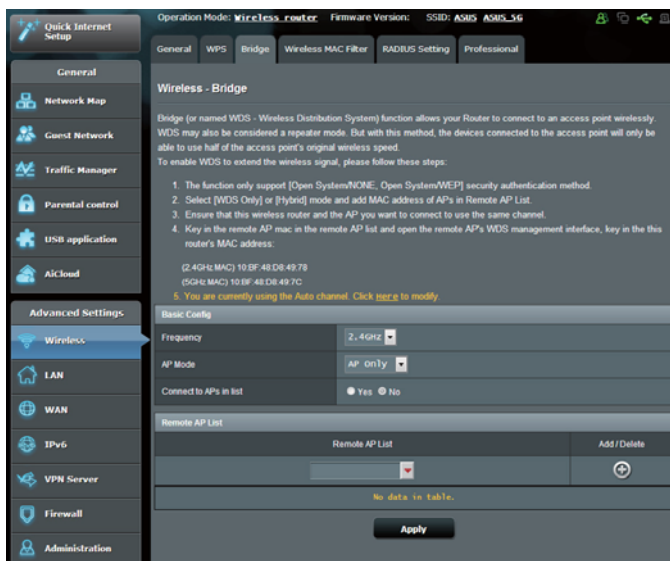 Quick Internet
Setup
Operation Mode: Wireless router Firmware Version: SSID: ASUS ASUS_5G
General WPS Bridge Wireless MAC Filter RADIUS Setting Professional
General
Network Map
Guest Network
Traffic Manager
Parental control
USB application
AiCloud
Advanced Settings
Wireless
LAN
WAN
IPv6
VPN Server
Firewall
Administration
Wireless - Bridge
Bridge (or named WDS - Wireless Distribution System) function allows your Router to connect to an access point wirelessly.
WDS may also be considered a repeater mode. But with this method, the devices connected to the access point will only be
able to use half of the access point's original wireless speed.
To enable WDS to extend the wireless signal, please follow these steps:
1. The function only support [Open System/NONE, Open System/WEP] security authentication method.
2. Select [WDS Only] or [Hybrid] mode and add MAC address of APs in Remote AP List.
3. Ensure that this wireless router and the AP you want to connect to use the same channel.
4. Key in the remote AP mac in the remote AP list and open the remote AP's WDS management interface, key in the this
router's MAC address:
(2.4GHz MAC) 10:BF:48:D8:49:78
(5GHz MAC) 10:BF:48:D8:49:7C
5. You are currently using the Auto channel. Click Here to modify.
Basic Config
Frequency 2.4GHz
AP Mode AP Only
Connect to APs in list Yes No
Remote AP List
Remote AP List Add / Delete
No data in table.
Apply